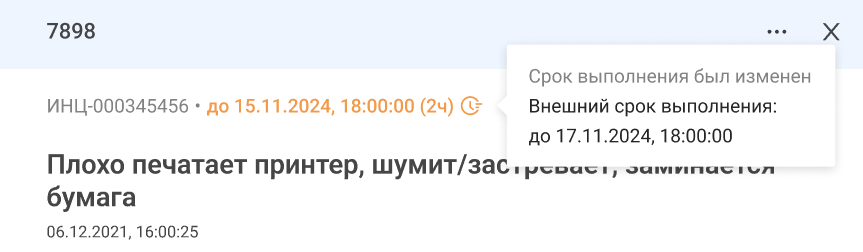 7898
ИНЦ-000345456 • до 15.11.2024, 18:00:00 (2ч)
Срок выполнения был изменен
Внешний срок выполнения:
до 17.11.2024, 18:00:00
Плохо печатает принтер, шумит/застревает, заминается
бумага
06.12.2021, 16:00:25